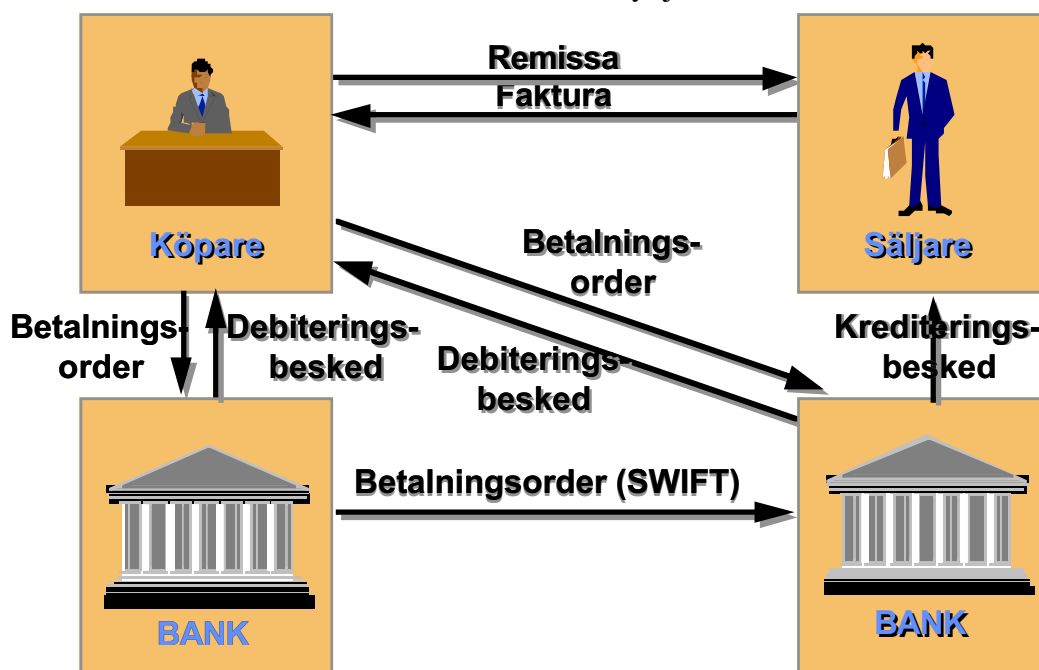 Remissa
Faktura
Köpare
Säljare
Betalnings-
order
Betalnings-
order
Debiterings-
besked
Debiterings-
besked
Krediterings-
besked
Betalningsorder (SWIFT)
BANK
BANK